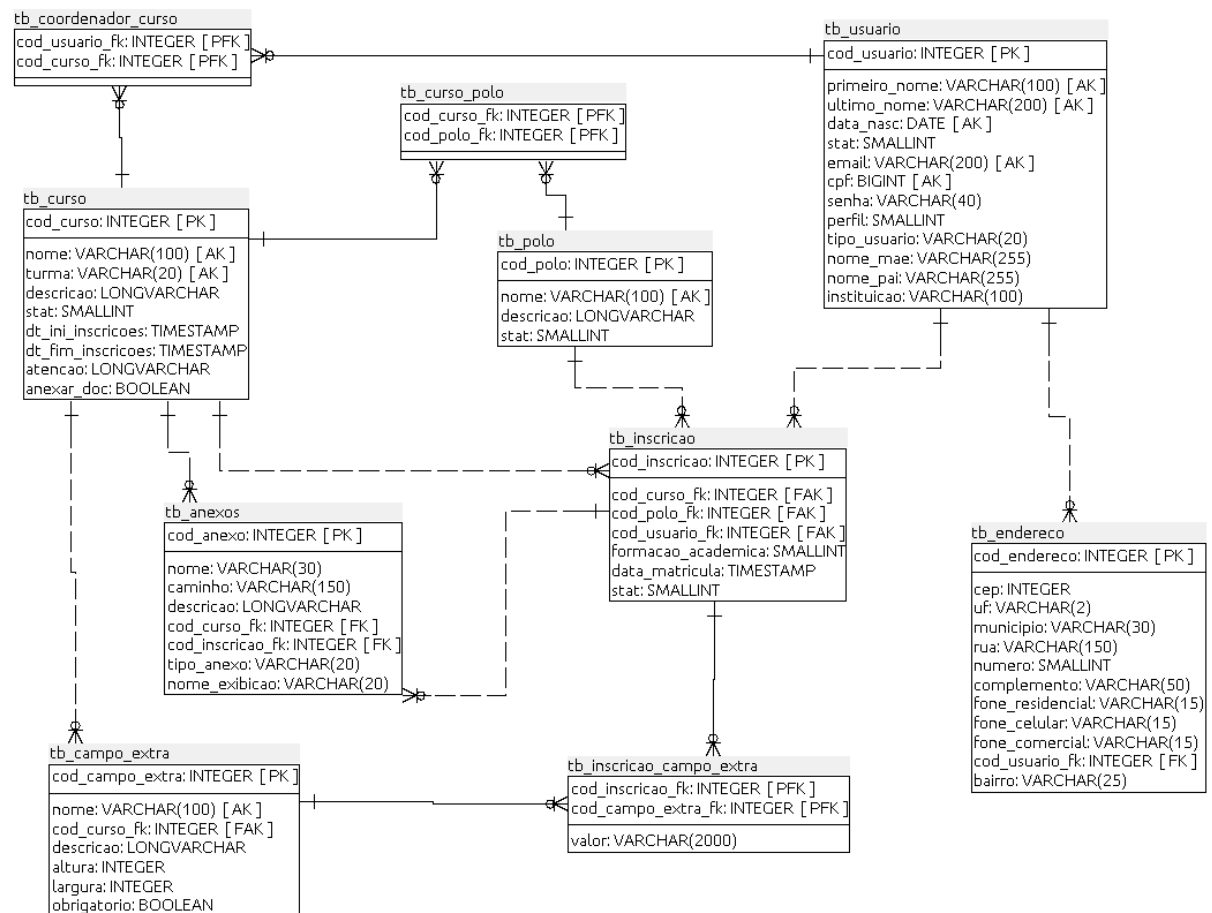 tb_coordenador_curso
cod_usuario_fk: INTEGER [ PFK ]
cod_curso_fk: INTEGER [ PFK ]
tb_usuario
cod_usuario: INTEGER [ PK ]
primeiro_nome: VARCHAR(100) [ AK ]
ultimo_nome: VARCHAR(200) [ AK ]
data_nasc: DATE [ AK ]
stat: SMALLINT
email: VARCHAR(200) [ AK ]
cpf: BIGINT [ AK ]
senha: VARCHAR(40)
perfil: SMALLINT
tipo_usuario: VARCHAR(20)
nome_mae: VARCHAR(255)
nome_pai: VARCHAR(255)
instituicao: VARCHAR(100)
tb_curso_polo
cod_curso_fk: INTEGER [ PFK ]
cod_polo_fk: INTEGER [ PFK ]
tb_curso
cod_curso: INTEGER [ PK ]
nome: VARCHAR(100) [ AK ]
turma: VARCHAR(20) [ AK ]
descricao: LONGVARCHAR
stat: SMALLINT
dt_ini_inscricoes: TIMESTAMP
dt_fim_inscricoes: TIMESTAMP
atencao: LONGVARCHAR
anexar_doc: BOOLEAN
tb_polo
cod_polo: INTEGER [ PK ]
nome: VARCHAR(100) [ AK ]
descricao: LONGVARCHAR
stat: SMALLINT
tb_inscricao
cod_inscricao: INTEGER [ PK ]
cod_curso_fk: INTEGER [ FAK ]
cod_polo_fk: INTEGER [ FAK ]
cod_usuario_fk: INTEGER [ FAK ]
formacao_academica: SMALLINT
data_matricula: TIMESTAMP
stat: SMALLINT
tb_anexos
cod_anexo: INTEGER [ PK ]
nome: VARCHAR(30)
caminho: VARCHAR(150)
descricao: LONGVARCHAR
cod_curso_fk: INTEGER [ FK ]
cod_inscricao_fk: INTEGER [ FK ]
tipo_anexo: VARCHAR(20)
nome_exibicao: VARCHAR(20)
tb_endereco
cod_endereco: INTEGER [ PK ]
cep: INTEGER
uf: VARCHAR(2)
municipio: VARCHAR(30)
rua: VARCHAR(150)
numero: SMALLINT
complemento: VARCHAR(50)
fone_residencial: VARCHAR(15)
fone_celular: VARCHAR(15)
fone_comercial: VARCHAR(15)
cod_usuario_fk: INTEGER [ FK ]
bairro: VARCHAR(25)
tb_campo_extra
cod_campo_extra: INTEGER [ PK ]
nome: VARCHAR(100) [ AK ]
cod_curso_fk: INTEGER [ FAK ]
descricao: LONGVARCHAR
altura: INTEGER
largura: INTEGER
obrigatorio: BOOLEAN
tb_inscricao_campo_extra
cod_inscricao_fk: INTEGER [ PFK ]
cod_campo_extra_fk: INTEGER [ PFK ]
valor: VARCHAR(2000)